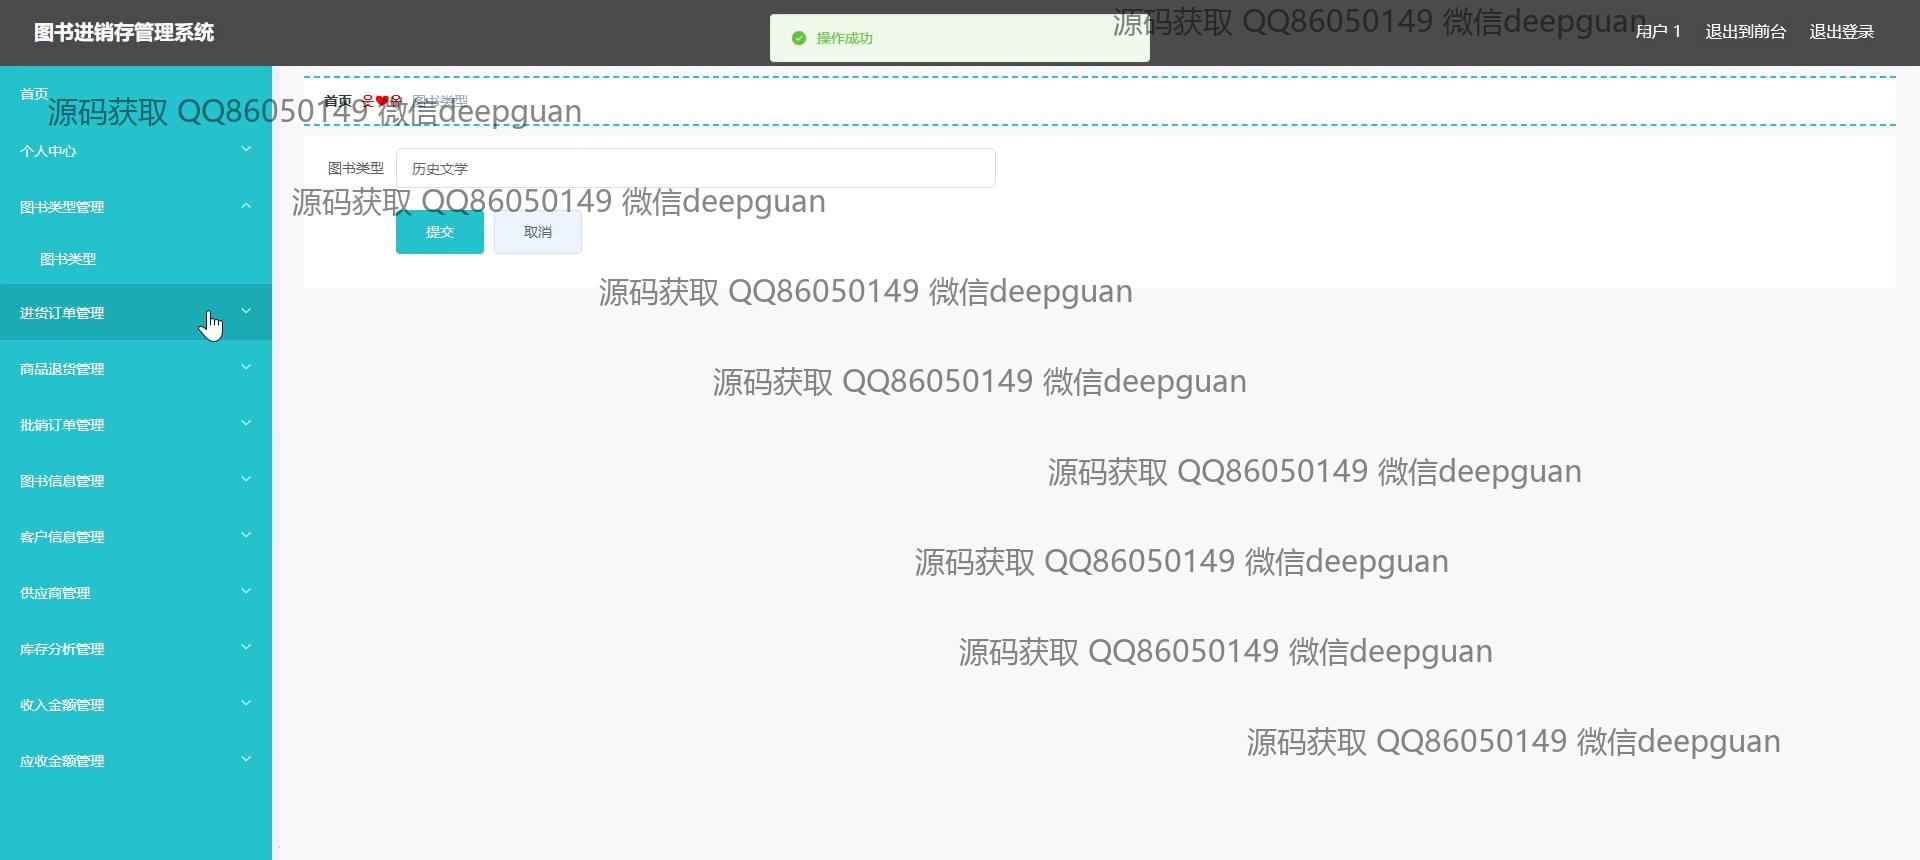 图书进销存管理系统
操作成功
源码获取 QQ86050149 微信deepguan
用户 1 退出到前台 退出登录
首页
源码获取 QQ86050149 微信deepguan
首页 웃❤유 图书类型
个人中心
图书类型 历史文学
图书类型管理
源码获取 QQ86050149 微信deepguan
提交 取消
图书类型
源码获取 QQ86050149 微信deepguan
进货订单管理
商品退货管理
源码获取 QQ86050149 微信deepguan
批销订单管理
源码获取 QQ86050149 微信deepguan
图书信息管理
客户信息管理
源码获取 QQ86050149 微信deepguan
供应商管理
库存分析管理
源码获取 QQ86050149 微信deepguan
收入金额管理
源码获取 QQ86050149 微信deepguan
应收金额管理